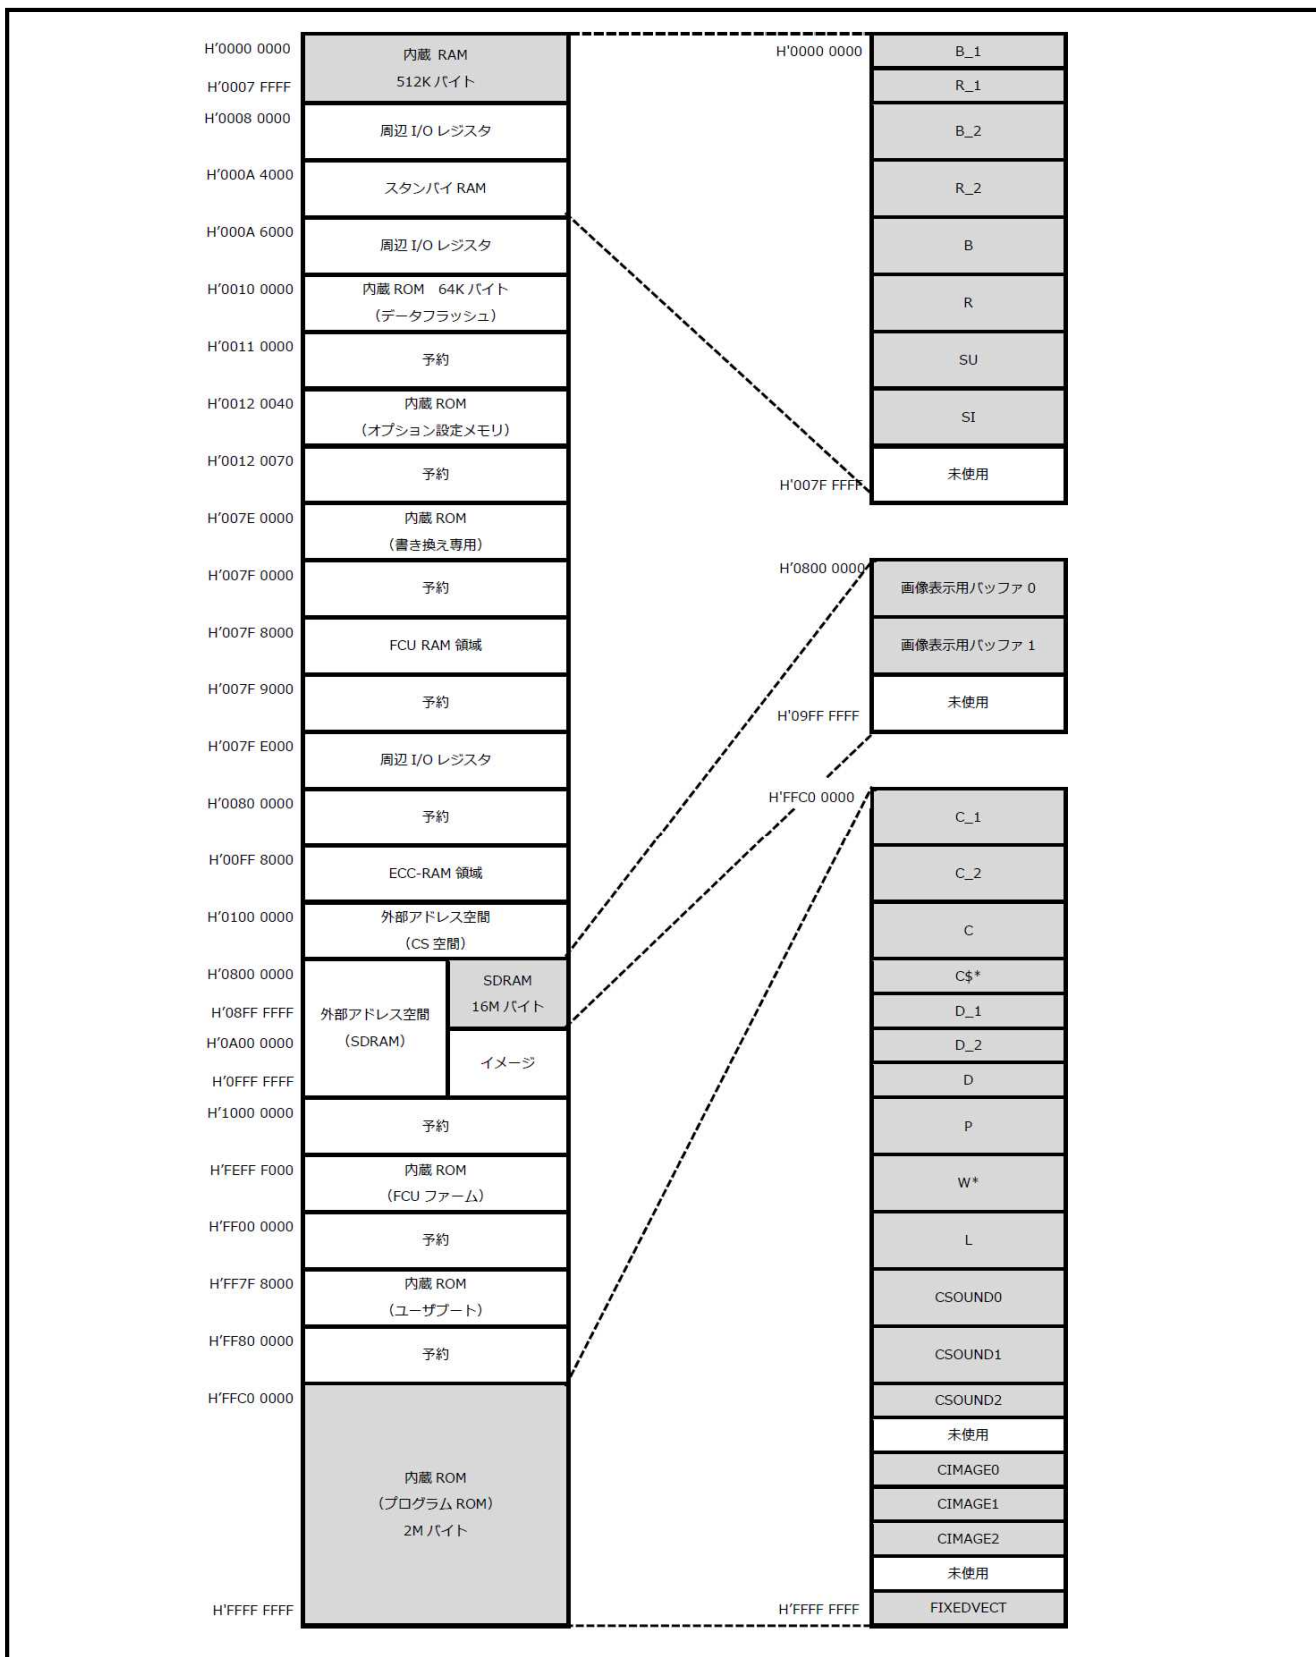 H'0000 0000
内蔵 RAM
512K バイト
H'0007 FFFF
H'0008 0000
周辺 I/O レジスタ
H'000A 4000
スタンバイ RAM
H'000A 6000
周辺 I/O レジスタ
H'0010 0000
内蔵 ROM 64K バイト
（データフラッシュ）
H'0011 0000
予約
H'0012 0040
内蔵 ROM
（オプション設定メモリ）
H'0012 0070
予約
H'007E 0000
内蔵 ROM
（書き換え専用）
H'007F 0000
予約
H'007F 8000
FCU RAM 領域
H'007F 9000
予約
H'007F E000
周辺 I/O レジスタ
H'0080 0000
予約
H'00FF 8000
ECC-RAM 領域
H'0100 0000
外部アドレス空間
（CS 空間）
H'0800 0000
H'08FF FFFF
外部アドレス空間
（SDRAM）
SDRAM
16M バイト
H'0A00 0000
イメージ
H'0FFF FFFF
H'1000 0000
予約
H'FEFF F000
内蔵 ROM
（FCU ファーム）
H'FF00 0000
予約
H'FF7F 8000
内蔵 ROM
（ユーザブート）
H'FF80 0000
予約
H'FFC0 0000
内蔵 ROM
（プログラム ROM）
2M バイト
H'FFFF FFFF
H'0000 0000
B_1
R_1
B_2
R_2
B
R
SU
SI
未使用
H'007F FFFF
H'0800 0000
画像表示用バッファ 0
画像表示用バッファ 1
未使用
H'09FF FFFF
H'FFC0 0000
C_1
C_2
C
C$*
D_1
D_2
D
P
W*
L
CSOUND0
CSOUND1
CSOUND2
未使用
CIMAGE0
CIMAGE1
CIMAGE2
未使用
H'FFFF FFFF
FIXEDVECT